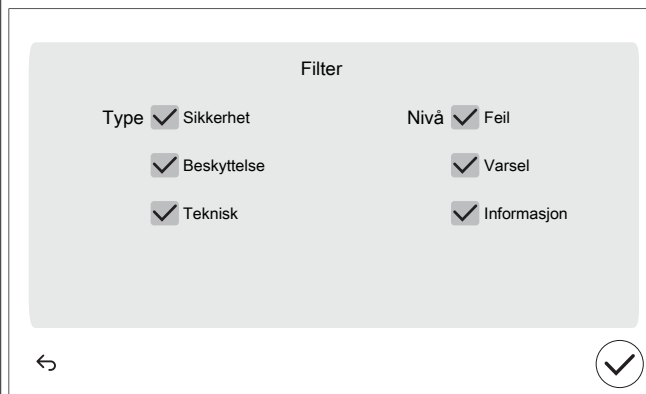 Filter
Type Sikkerhet Nivå Feil
Beskyttelse Varsel
Teknisk Informasjon